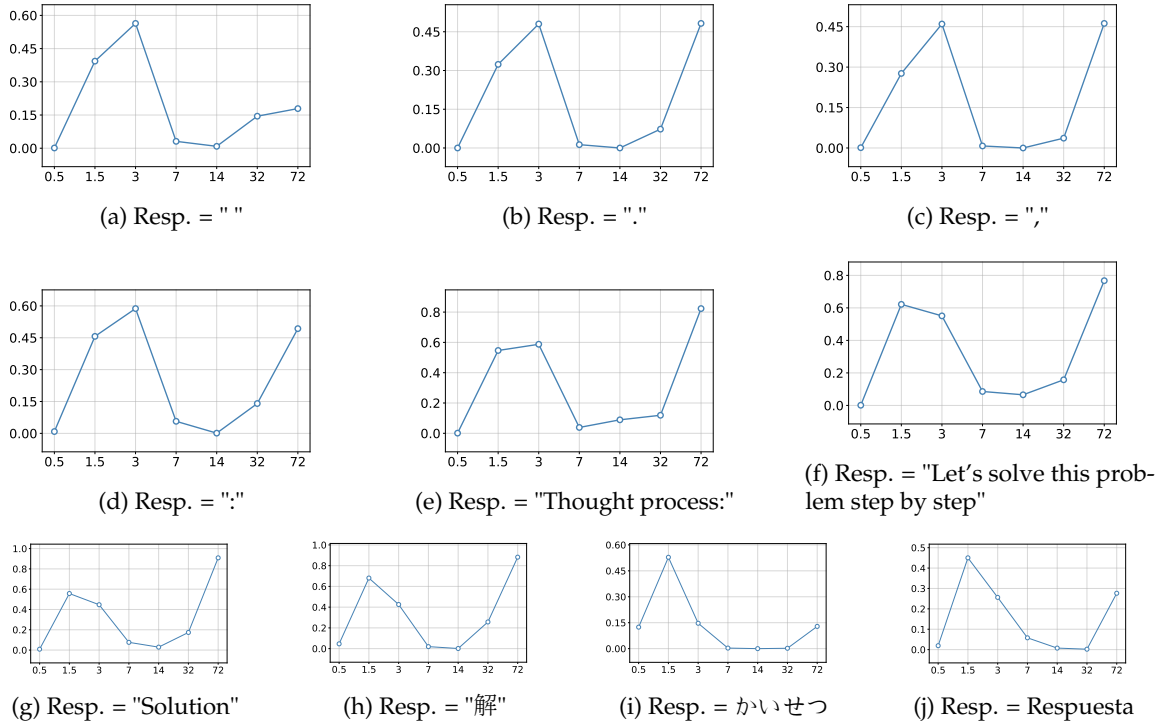 0.60
0.45
0.30
0.15
0.00
0.5 1.5 3 7 14 32 72
(a) Resp. = " "
0.45
0.30
0.15
0.00
0.5 1.5 3 7 14 32 72
(b) Resp. = "."
0.45
0.30
0.15
0.00
0.5 1.5 3 7 14 32 72
(c) Resp. = ","
0.60
0.45
0.30
0.15
0.00
0.5 1.5 3 7 14 32 72
(d) Resp. = ":"
0.8
0.6
0.4
0.2
0.0
0.5 1.5 3 7 14 32 72
(e) Resp. = "Thought process:"
0.8
0.6
0.4
0.2
0.0
0.5 1.5 3 7 14 32 72
(f) Resp. = "Let's solve this prob-
lem step by step"
1.0
0.8
0.6
0.4
0.2
0.0
0.5 1.5 3 7 14 32 72
(g) Resp. = "Solution"
1.0
0.8
0.6
0.4
0.2
0.0
0.5 1.5 3 7 14 32 72
(h) Resp. = "解"
0.60
0.45
0.30
0.15
0.00
0.5 1.5 3 7 14 32 72
(i) Resp. = かいせつ
0.5
0.4
0.3
0.2
0.1
0.0
0.5 1.5 3 7 14 32 72
(j) Resp. = Respuesta